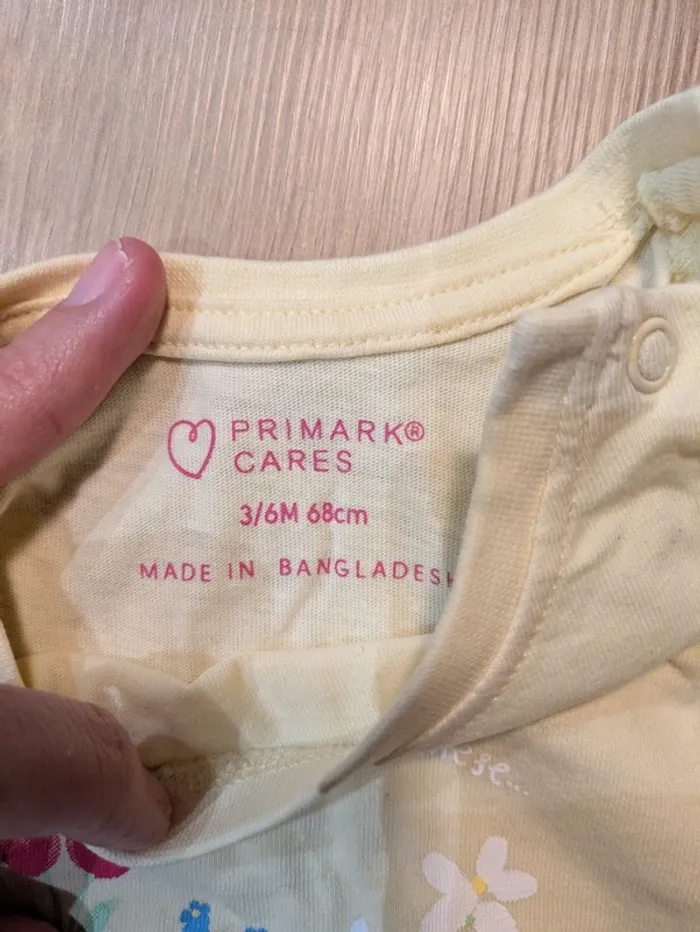 PRIMARK®
CARES
3/6M 68cm
MADE IN BANGLADESH